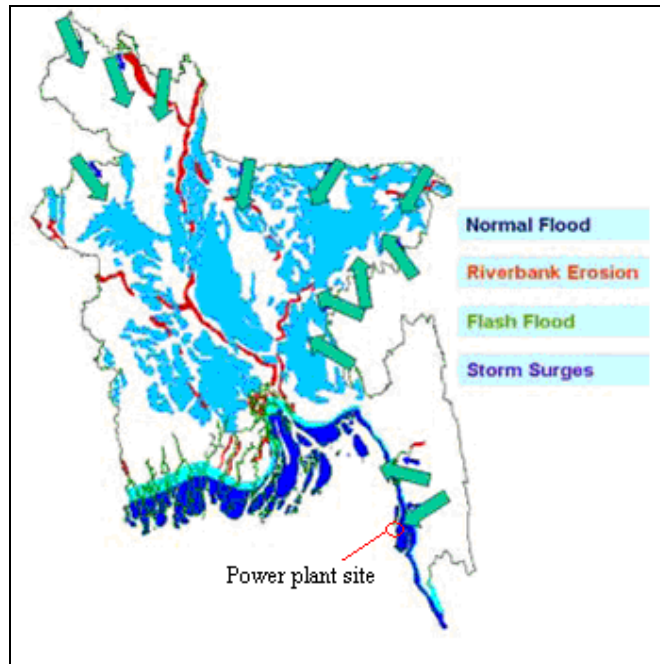 Normal Flood
Riverbank Erosion
Flash Flood
Storm Surges
Power plant site